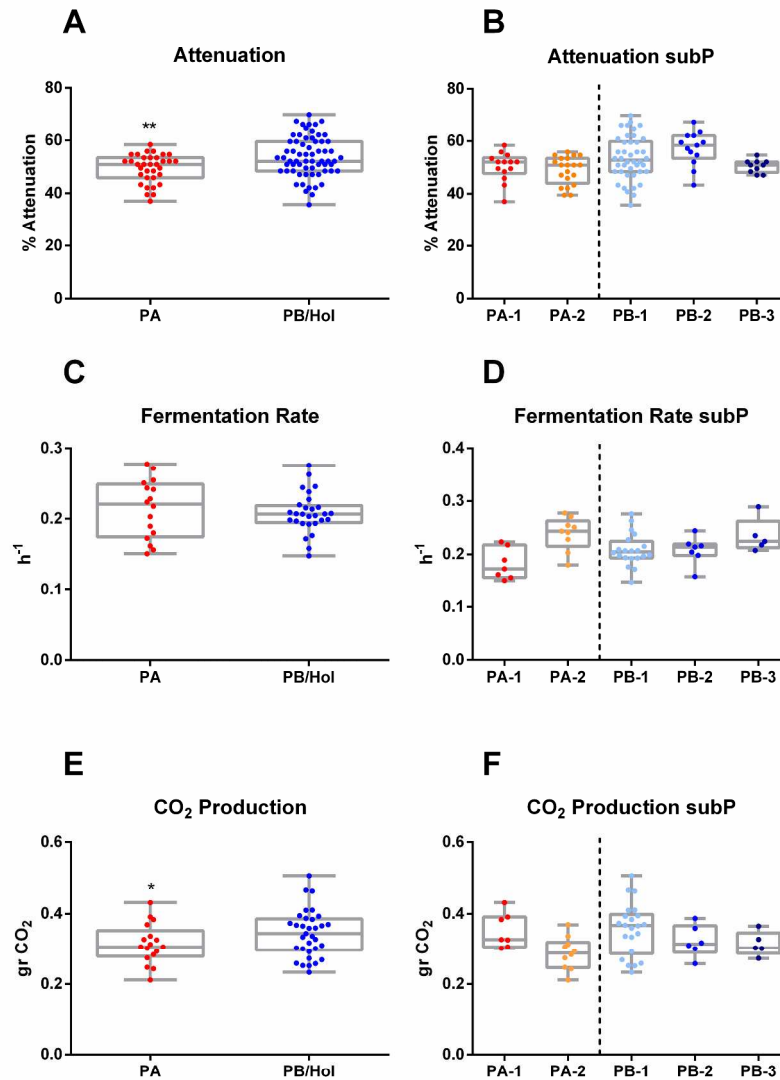 A
Attenuation
% Attenuation
80
60
40
20
0
**
PA
PB/Hol
B
Attenuation subP
% Attenuation
80
60
40
20
0
PA-1
PA-2
PB-1
PB-2
PB-3
C
Fermentation Rate
h⁻¹
0.3
0.2
0.1
0.0
PA
PB/Hol
D
Fermentation Rate subP
h⁻¹
0.4
0.3
0.2
0.1
0.0
PA-1
PA-2
PB-1
PB-2
PB-3
E
CO₂ Production
gr CO₂
0.6
0.4
0.2
0.0
*
PA
PB/Hol
F
CO₂ Production subP
gr CO₂
0.6
0.4
0.2
0.0
PA-1
PA-2
PB-1
PB-2
PB-3